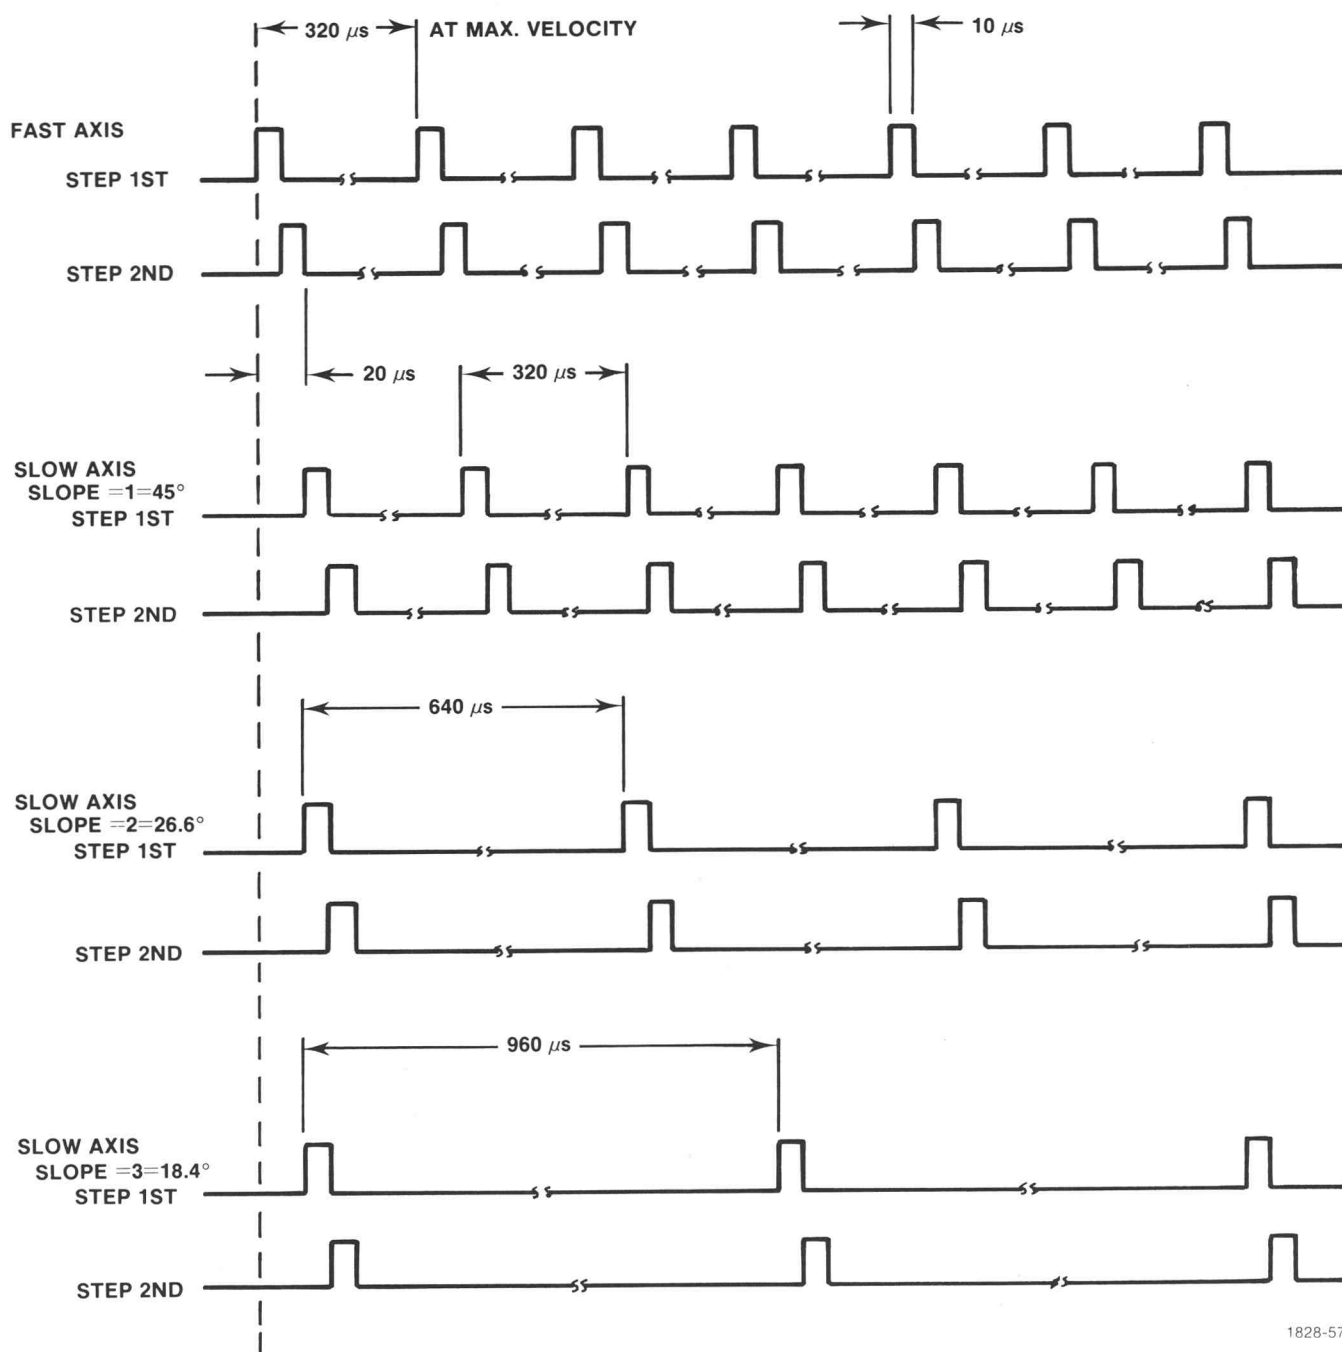 320 μs AT MAX. VELOCITY 10 μs
FAST AXIS
STEP 1ST
STEP 2ND
20 μs 320 μs
SLOW AXIS
SLOPE =1=45°
STEP 1ST
STEP 2ND
640 μs
SLOW AXIS
SLOPE =2=26.6°
STEP 1ST
STEP 2ND
960 μs
SLOW AXIS
SLOPE =3=18.4°
STEP 1ST
STEP 2ND
1828-57